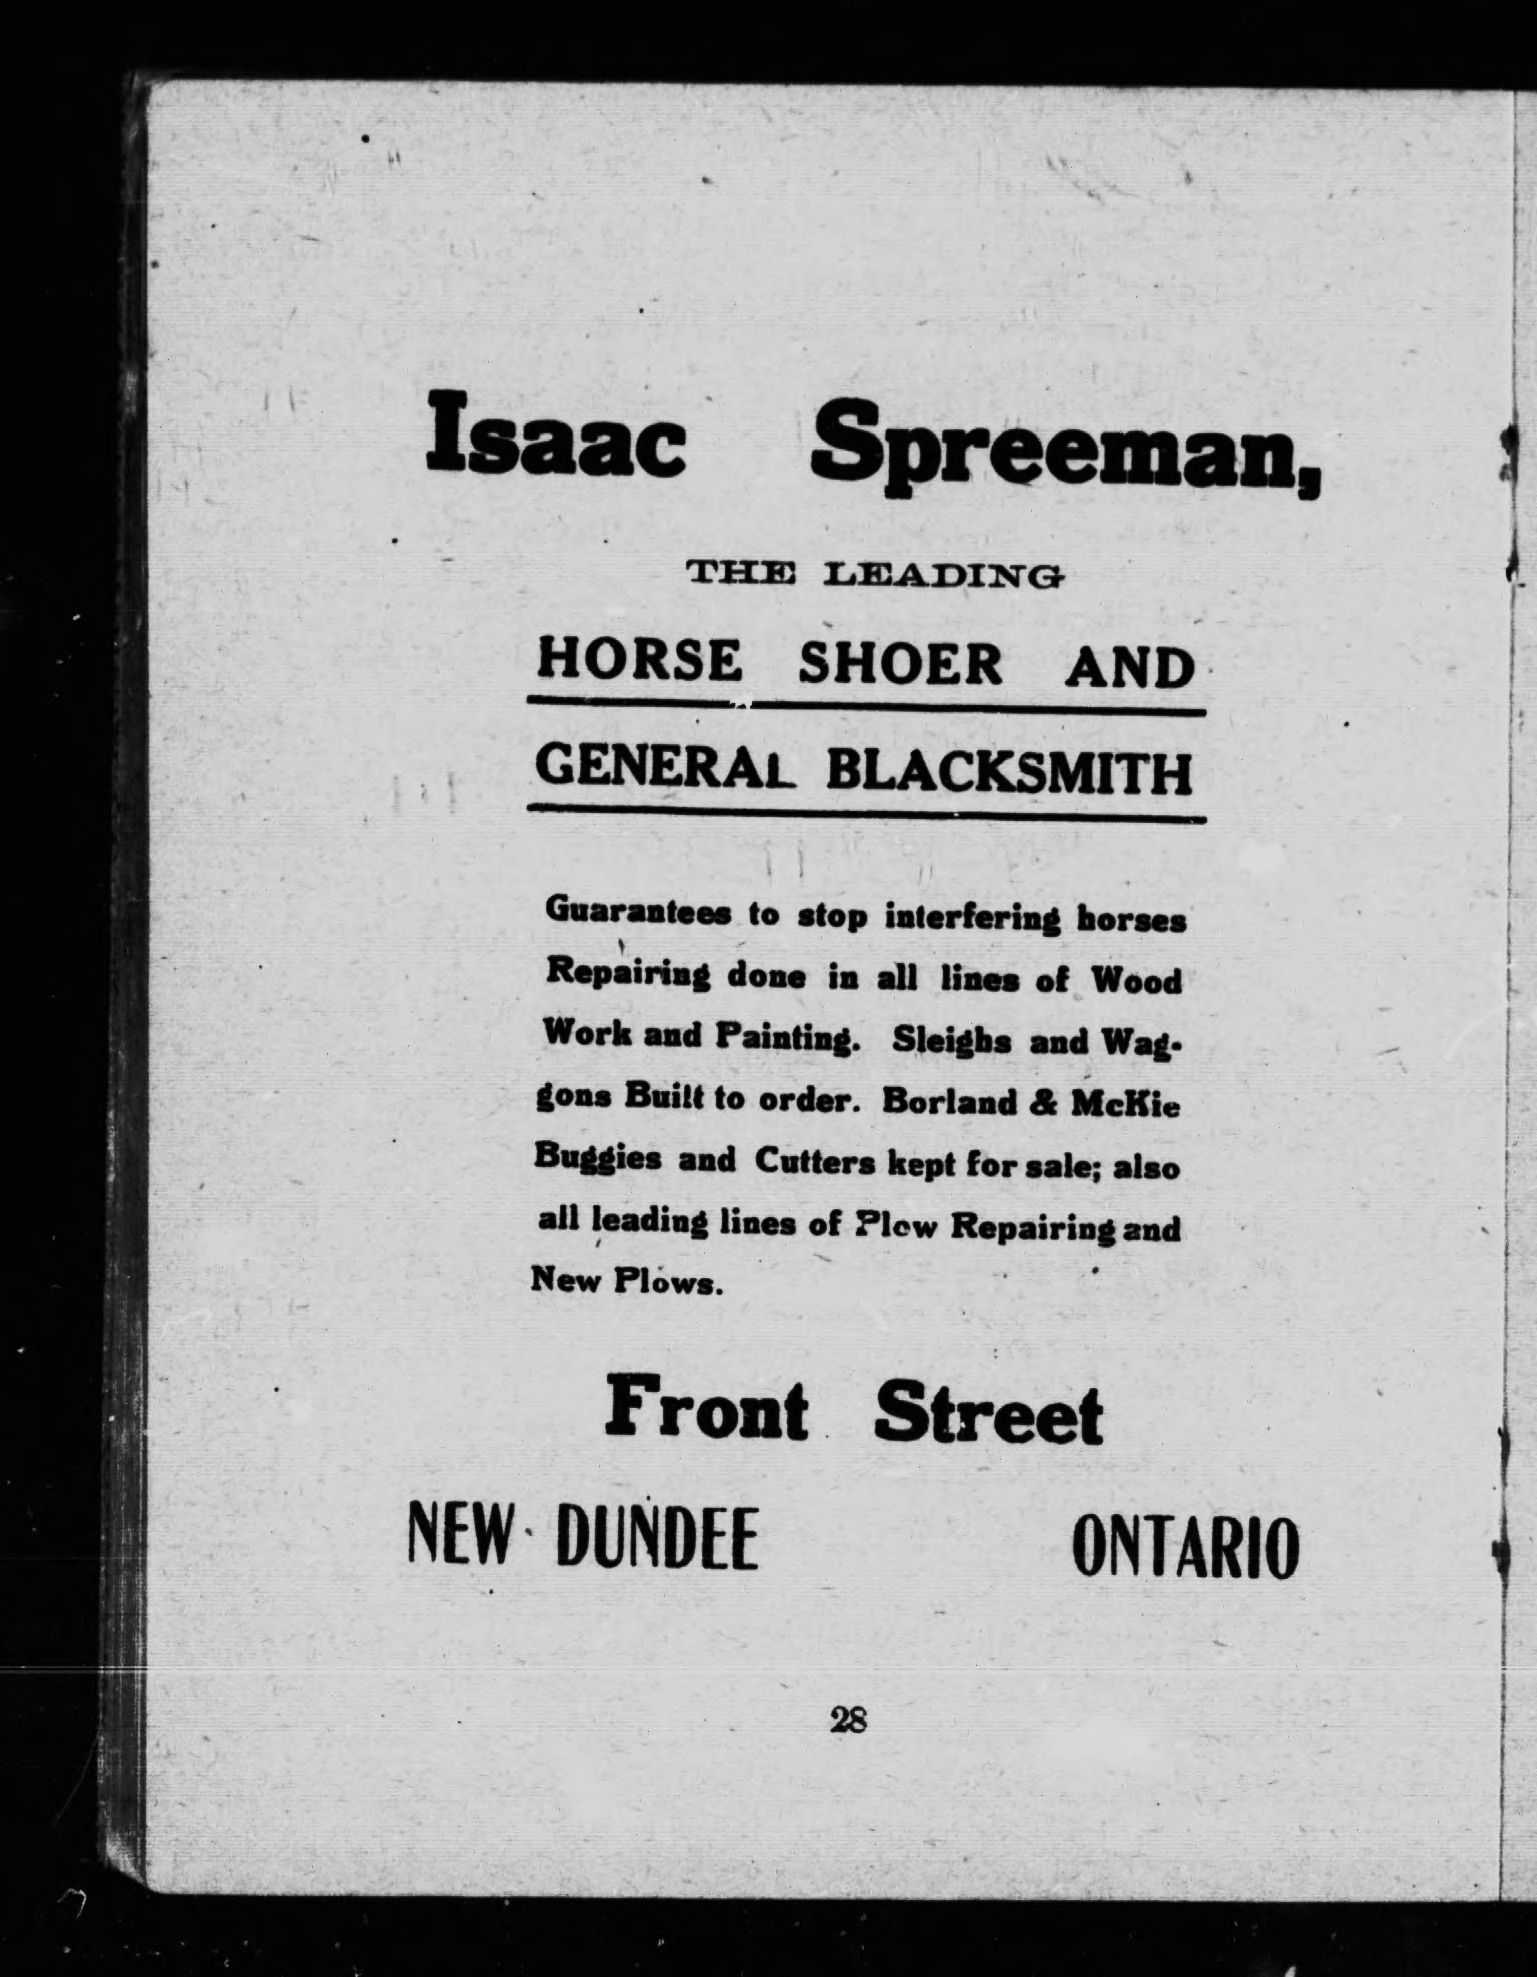 Isaac Spreeman,
THE LEADING
HORSE SHOER AND
GENERAL BLACKSMITH
Guarantees to stop interfering horses
Repairing done in all lines of Wood
Work and Painting. Sleighs and Wag-
gons Built to order. Borland & McKie
Buggies and Cutters kept for sale; also
all leading lines of Plow Repairing and
New Plows.
Front Street
NEW DUNDEE ONTARIO
28